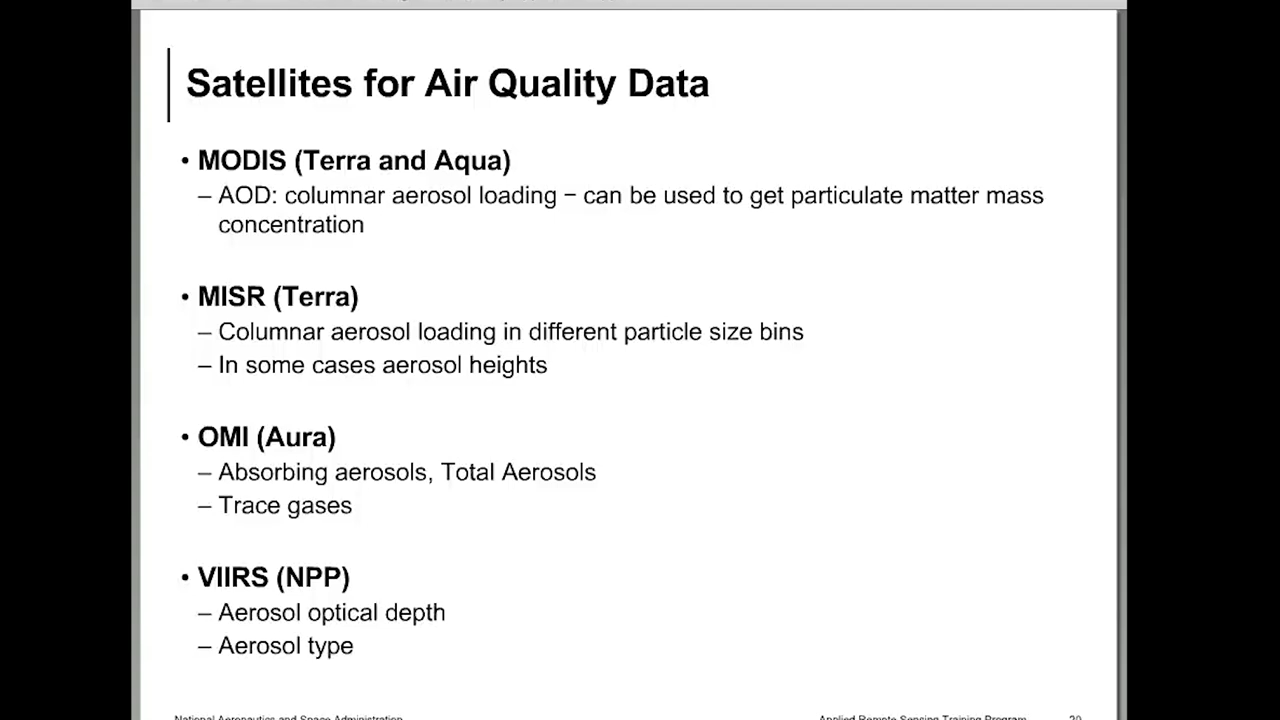 Satellites for Air Quality Data
• MODIS (Terra and Aqua)
– AOD: columnar aerosol loading – can be used to get particulate matter mass
concentration
• MISR (Terra)
– Columnar aerosol loading in different particle size bins
– In some cases aerosol heights
• OMI (Aura)
– Absorbing aerosols, Total Aerosols
– Trace gases
• VIIRS (NPP)
– Aerosol optical depth
– Aerosol type
National Aeronautics and Space Administration
Applied Remote Sensing Training Program